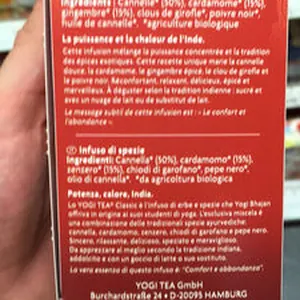 Ingrédients : Cannelle* (50%), cardamome* (15%),
gingembre* (15%), clous de girofle*, poivre noir*,
huile de cannelle*. *agriculture biologique
La puissance et la chaleur de l'Inde.
Cette infusion mélange la puissance concentrée et la tradition
des épices exotiques. Cette recette unique marie la cannelle
douce, la cardamome, le gingembre épicé, le clou de girofle et
le poivre noir. Réconfortant, relaxant, délicieux, épicé et
merveilleux. À déguster selon la tradition indienne : sucré et
avec un nuage de lait ou de substitut de lait.
Le message subtil de cette infusion est : « Le confort et
l'abondance ».
Infuso di spezie
Ingredienti: Cannella* (50%), cardamomo* (15%),
zenzero* (15%), chiodi di garofano*, pepe nero*,
olio di cannella*. *da agricoltura biologica
Potenza, calore, India.
Lo YOGI TEA® Classic è l'infuso di erbe e spezie che Yogi Bhajan
offriva in origine ai suoi studenti di yoga. L'esclusiva miscela è
una combinazione delle tradizionali spezie ayurvediche:
cannella, cardamomo, zenzero, chiodi di garofano e pepe nero.
Sincero, rilassante, delizioso, speziato e meraviglioso.
Da apprezzare al meglio secondo la tradizione indiana,
addolcito e con un goccio di latte o suo sostituto.
La vera essenza di questo infuso è: "Comfort e abbondanza".
YOGI TEA GmbH
Burchardstraße 24 • D-20095 HAMBURG